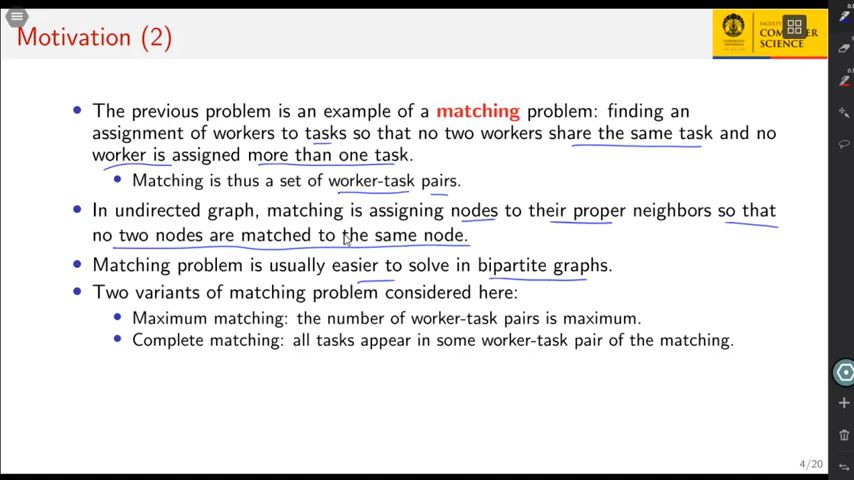 Motivation (2)
FACULTY OF
COMPUTER
SCIENCE
• The previous problem is an example of a matching problem: finding an
assignment of workers to tasks so that no two workers share the same task and no
worker is assigned more than one task.
• Matching is thus a set of worker-task pairs.
• In undirected graph, matching is assigning nodes to their proper neighbors so that
no two nodes are matched to the same node.
• Matching problem is usually easier to solve in bipartite graphs.
• Two variants of matching problem considered here:
• Maximum matching: the number of worker-task pairs is maximum.
• Complete matching: all tasks appear in some worker-task pair of the matching.
4/20